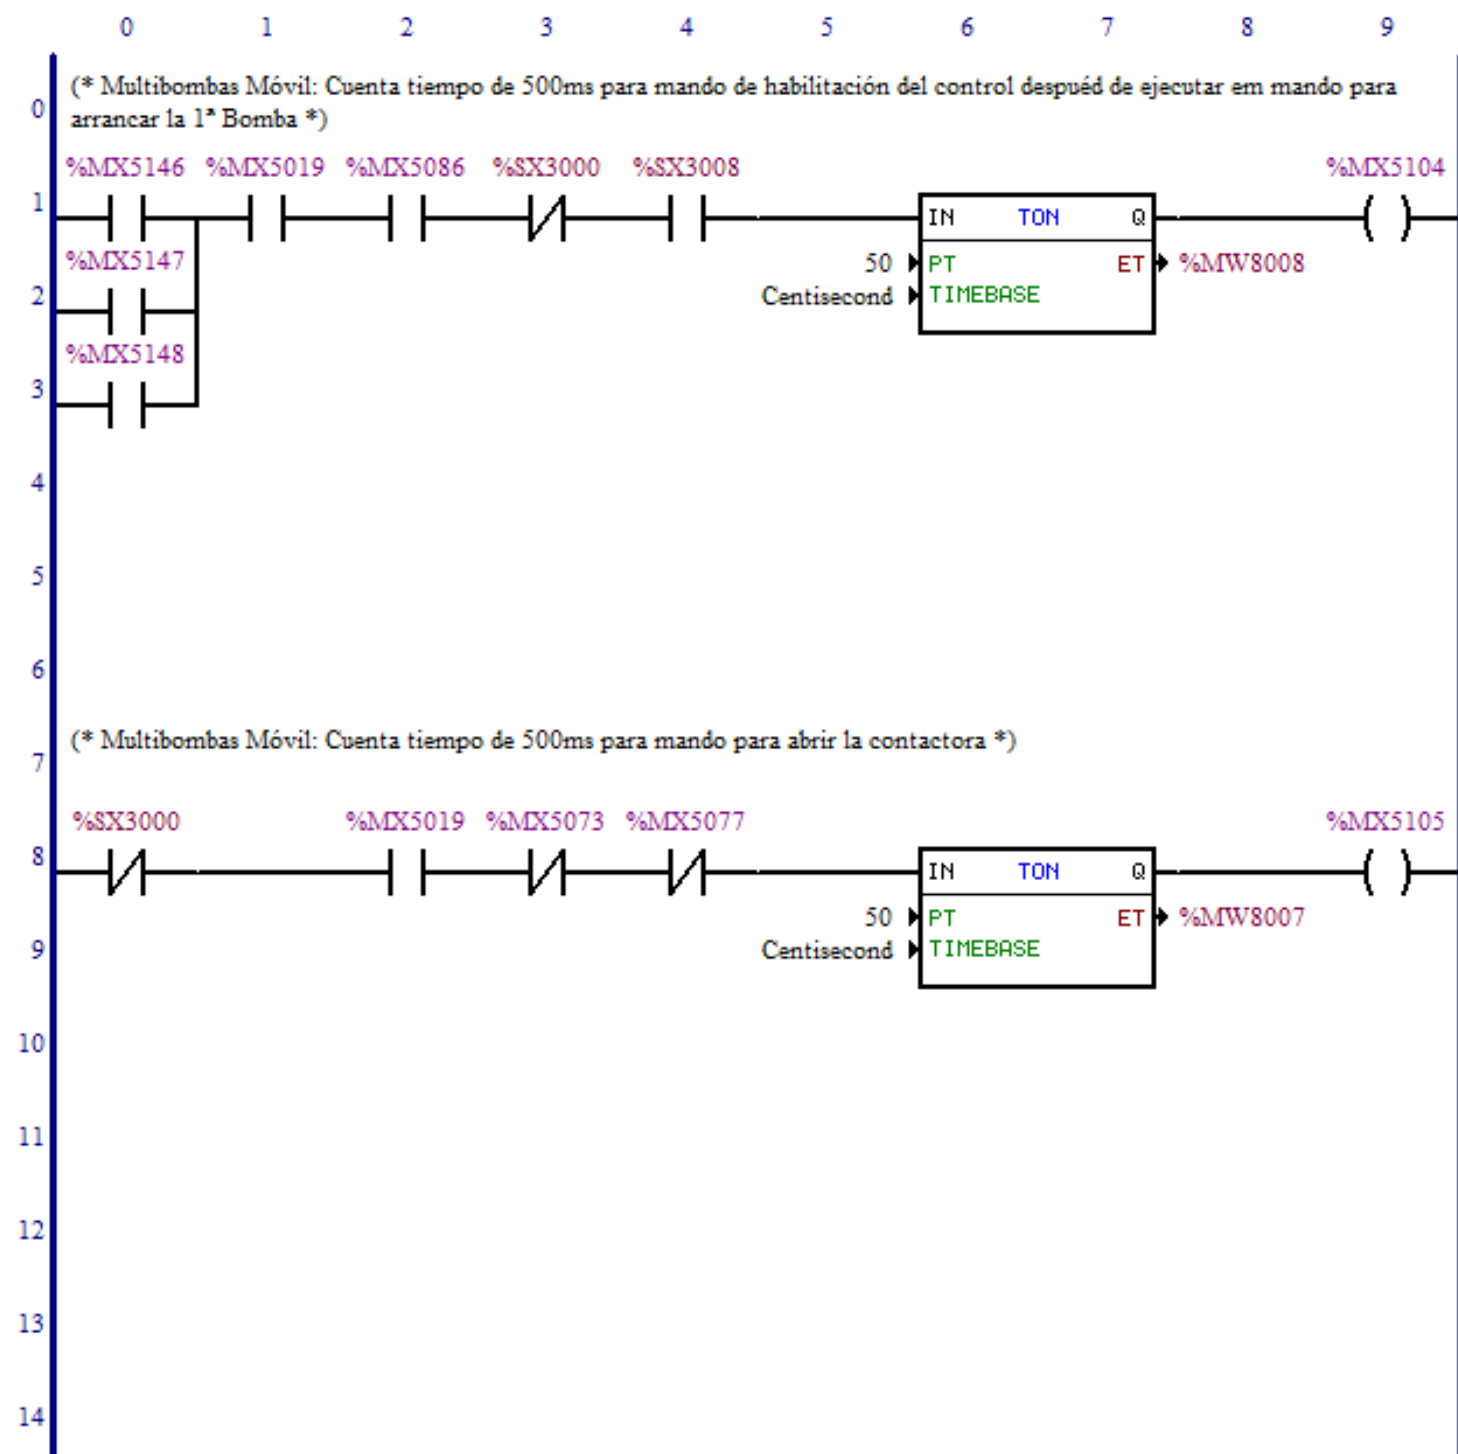 0 1 2 3 4 5 6 7 8 9
(* Multibombas Móvil: Cuenta tiempo de 500ms para mando de habilitación del control despuéd de ejecutar em mando para
0
arrancar la 1ª Bomba *)
%MX5146 %MX5019 %MX5086 %SX3000 %SX3008 %MX5104
1 IN TON Q
%MX5147 50 PT ET %MW8008
2 Centisecond TIMEBASE
%MX5148
3
4
5
6
(* Multibombas Móvil: Cuenta tiempo de 500ms para mando para abrir la contactora *)
7
%SX3000 %MX5019 %MX5073 %MX5077 %MX5105
8 IN TON Q
50 PT ET %MW8007
9 Centisecond TIMEBASE
10
11
12
13
14